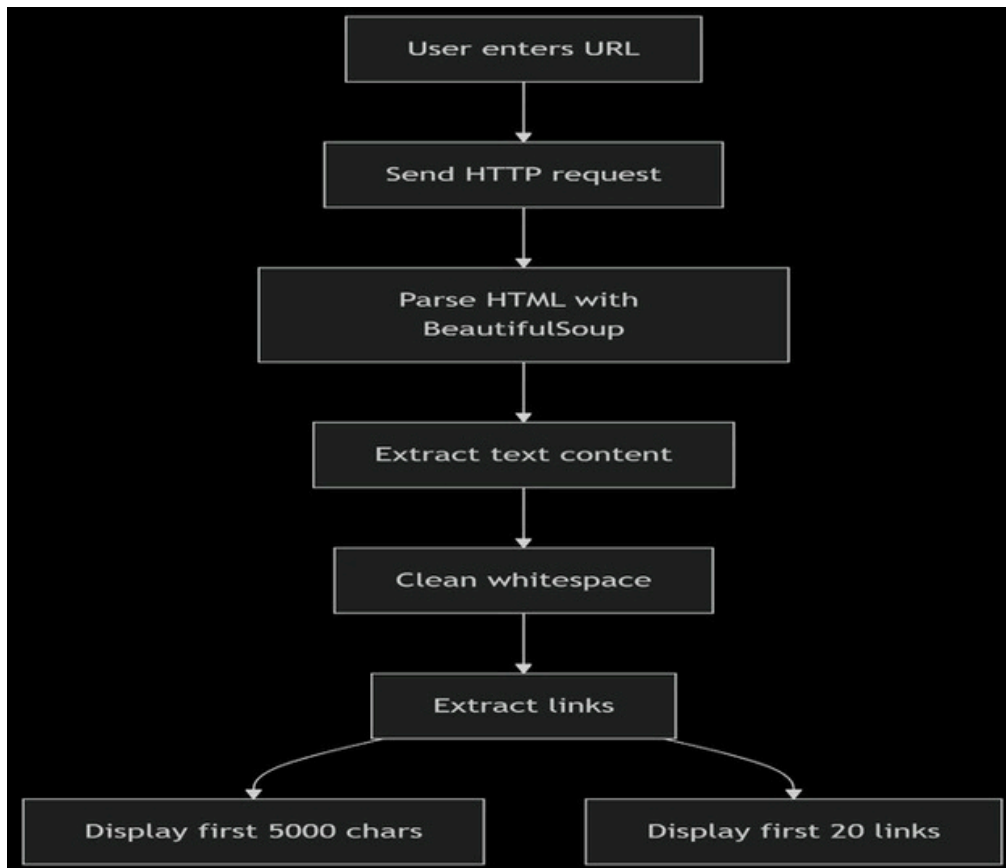 User enters URL
Send HTTP request
Parse HTML with
BeautifulSoup
Extract text content
Clean whitespace
Extract links
Display first 5000 chars
Display first 20 links